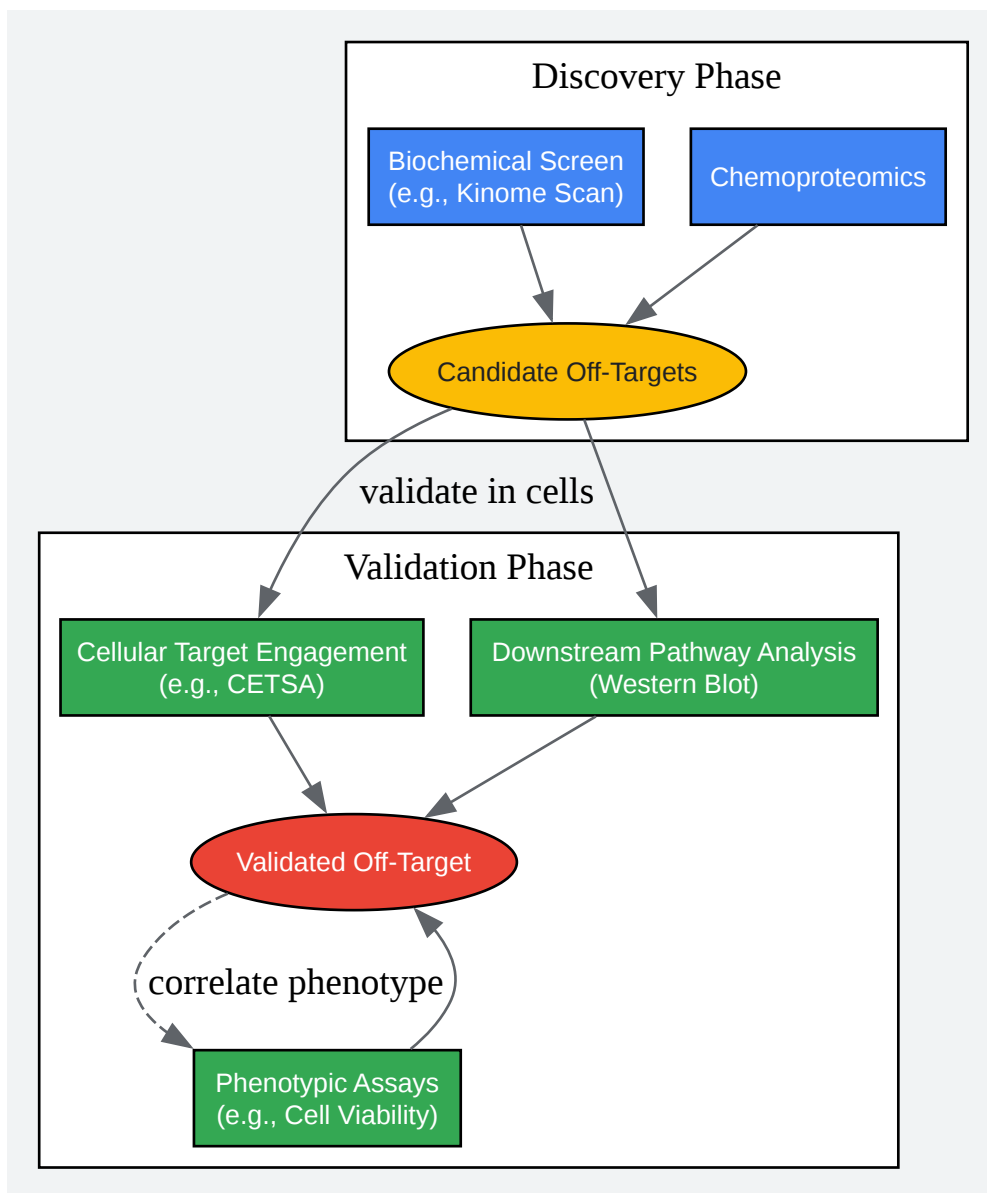 Discovery Phase
Biochemical Screen
(e.g., Kinome Scan)
Chemoproteomics
Candidate Off-Targets
validate in cells
Validation Phase
Cellular Target Engagement
(e.g., CETSA)
Downstream Pathway Analysis
(Western Blot)
Validated Off-Target
correlate phenotype
Phenotypic Assays
(e.g., Cell Viability)